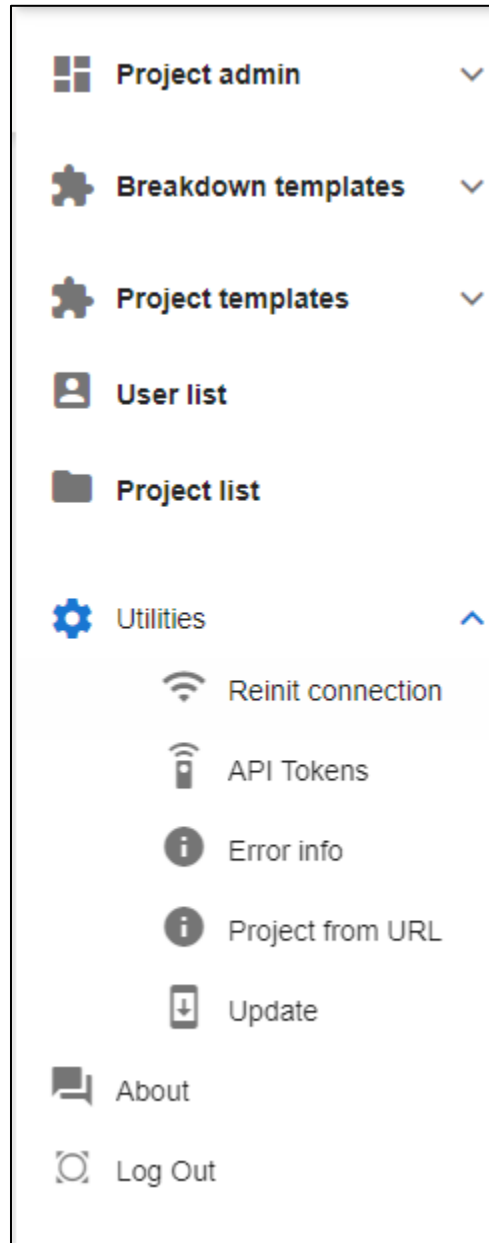 Project admin
Breakdown templates
Project templates
User list
Project list
Utilities
Reinit connection
API Tokens
Error info
Project from URL
Update
About
Log Out